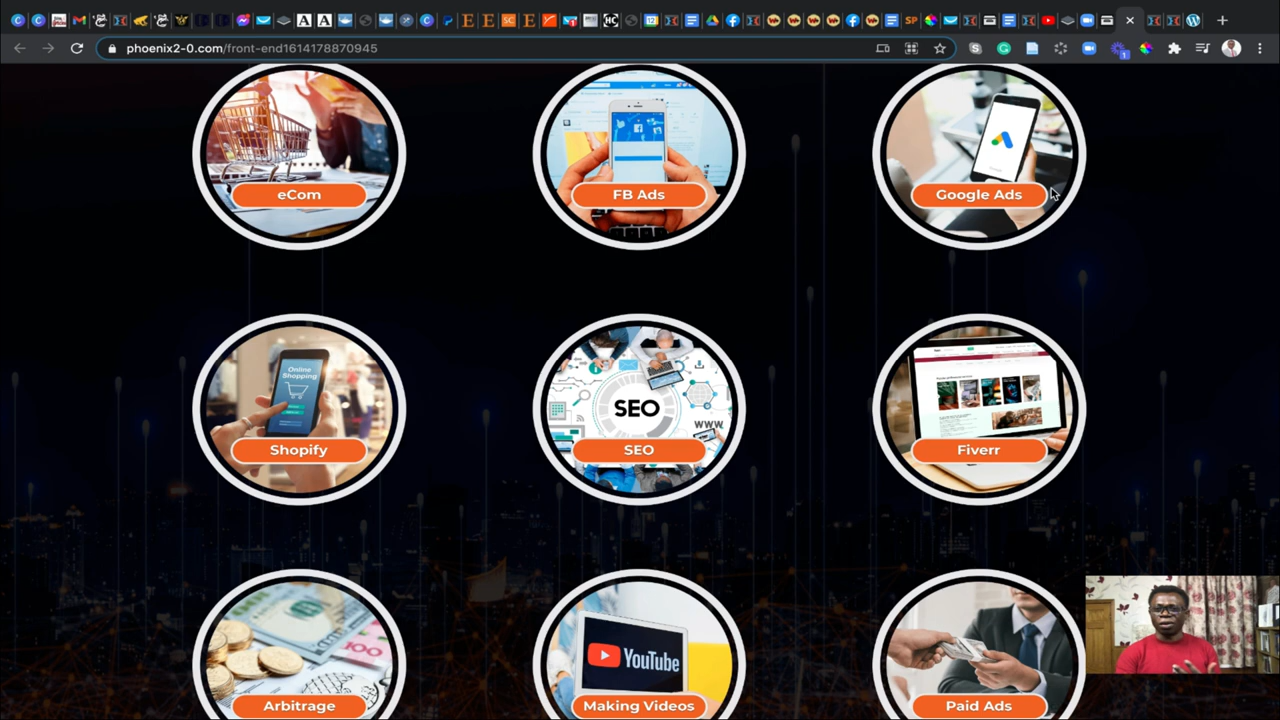 phoenix2-0.com/front-end1614178870945
eCom
FB Ads
Google Ads
Online
Shopping
SEO
WWW
Shopify
SEO
Fiverr
YouTube
100
Arbitrage
Making Videos
Paid Ads